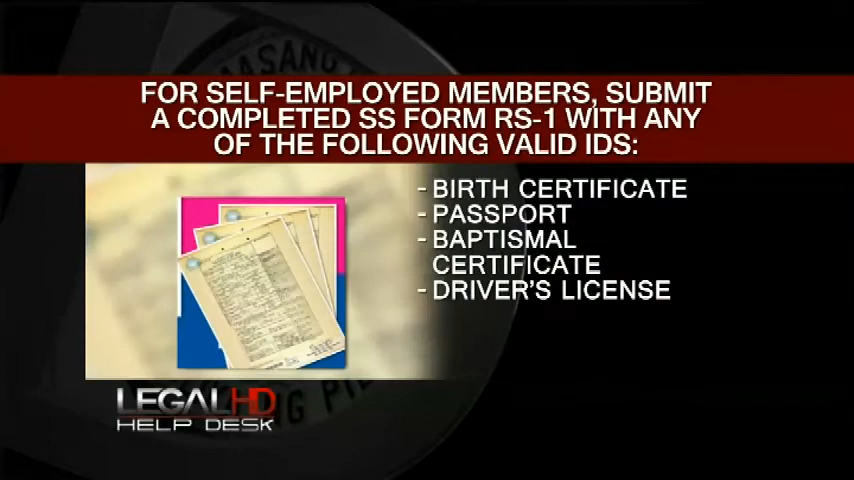 FOR SELF-EMPLOYED MEMBERS, SUBMIT
A COMPLETED SS FORM RS-1 WITH ANY
OF THE FOLLOWING VALID IDS:
- BIRTH CERTIFICATE
- PASSPORT
- BAPTISMAL
CERTIFICATE
- DRIVER'S LICENSE
LEGALHD
HELP DESK